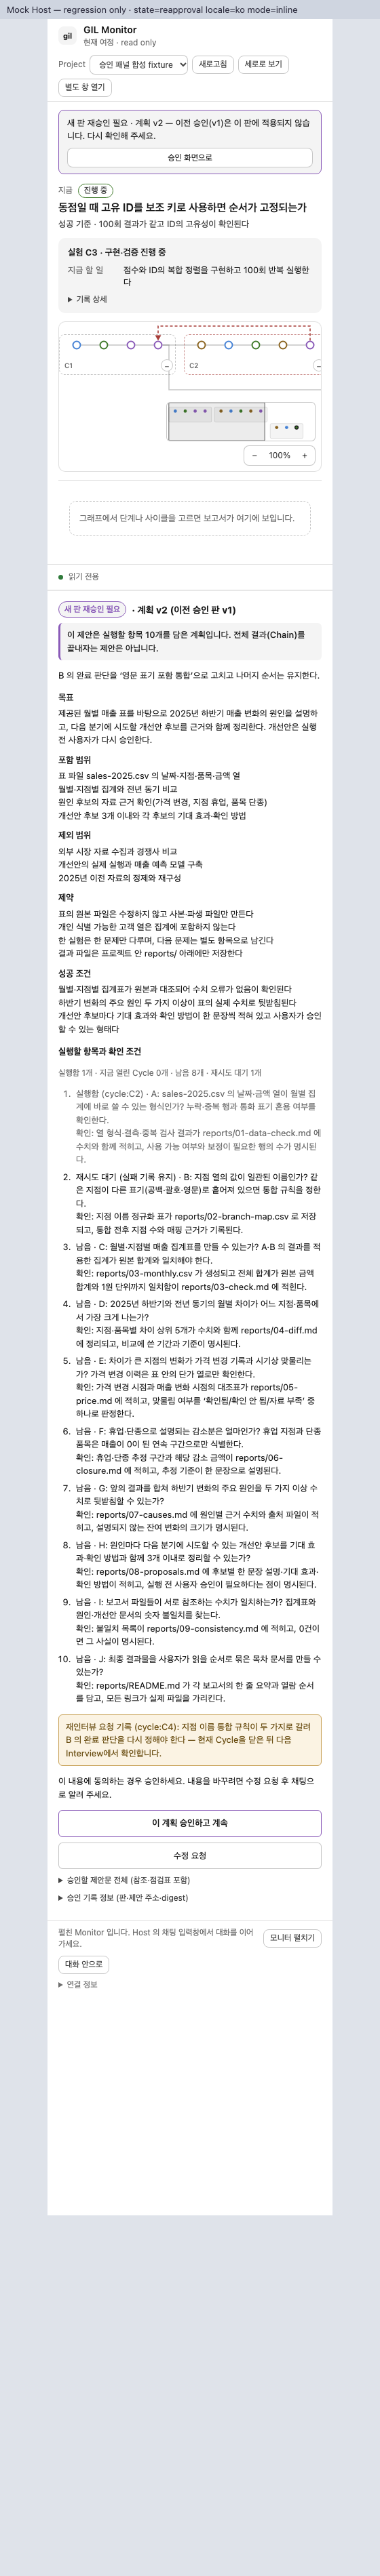 Mock Host — regression only · state=reapproval locale=ko mode=inline
gil
GIL Monitor
현재 여정 · read only
Project
승인 패널 합성 fixture
새로고침
세로로 보기
별도 창 열기
새 판 재승인 필요 · 계획 v2 — 이전 승인(v1)은 이 판에 적용되지 않습니
다. 다시 확인해 주세요.
승인 화면으로
지금
진행 중
동점일 때 고유 ID를 보조 키로 사용하면 순서가 고정되는가
성공 기준 · 100회 결과가 같고 ID의 고유성이 확인된다
실험 C3 · 구현·검증 진행 중
지금 할 일
점수와 ID의 복합 정렬을 구현하고 100회 반복 실행한
다
▶ 기록 상세
C1
–
C2
–
− 100% +
그래프에서 단계나 사이클을 고르면 보고서가 여기에 보입니다.
읽기 전용
새 판 재승인 필요 · 계획 v2 (이전 승인 판 v1)
이 제안은 실행할 항목 10개를 담은 계획입니다. 전체 결과(Chain)를
끝내자는 제안은 아닙니다.
B 의 완료 판단을 ‘영문 표기 포함 통합’으로 고치고 나머지 순서는 유지한다.
목표
제공된 월별 매출 표를 바탕으로 2025년 하반기 매출 변화의 원인을 설명하
고, 다음 분기에 시도할 개선안 후보를 근거와 함께 정리한다. 개선안은 실행
전 사용자가 다시 승인한다.
포함 범위
표 파일 sales-2025.csv 의 날짜·지점·품목·금액 열
월별·지점별 집계와 전년 동기 비교
원인 후보의 자료 근거 확인(가격 변경, 지점 휴업, 품목 단종)
개선안 후보 3개 이내와 각 후보의 기대 효과·확인 방법
제외 범위
외부 시장 자료 수집과 경쟁사 비교
개선안의 실제 실행과 매출 예측 모델 구축
2025년 이전 자료의 정제와 재구성
제약
표의 원본 파일은 수정하지 않고 사본·파생 파일만 만든다
개인 식별 가능한 고객 열은 집계에 포함하지 않는다
한 실험은 한 문제만 다루며, 다음 문제는 별도 항목으로 남긴다
결과 파일은 프로젝트 안 reports/ 아래에만 저장한다
성공 조건
월별·지점별 집계표가 원본과 대조되어 수치 오류가 없음이 확인된다
하반기 변화의 주요 원인 두 가지 이상이 표의 실제 수치로 뒷받침된다
개선안 후보마다 기대 효과와 확인 방법이 한 문장씩 적혀 있고 사용자가 승인
할 수 있는 형태다
실행할 항목과 확인 조건
실행함 1개 · 지금 열린 Cycle 0개 · 남음 8개 · 재시도 대기 1개
1. 실행함 (cycle:C2) · A: sales-2025.csv 의 날짜·금액 열이 월별 집
계에 바로 쓸 수 있는 형식인가? 누락·중복 행과 통화 표기 혼용 여부를
확인한다.
확인: 열 형식·결측·중복 검사 결과가 reports/01-data-check.md 에
수치와 함께 적히고, 사용 가능 여부와 보정이 필요한 행의 수가 명시된
다.
2. 재시도 대기 (실패 기록 유지) · B: 지점 열의 값이 일관된 이름인가? 같
은 지점이 다른 표기(공백·괄호·영문)로 흩어져 있으면 통합 규칙을 정한
다.
확인: 지점 이름 정규화 표가 reports/02-branch-map.csv 로 저장
되고, 통합 전후 지점 수와 매핑 근거가 기록된다.
3. 남음 · C: 월별·지점별 매출 집계표를 만들 수 있는가? A·B 의 결과를 적
용한 집계가 원본 합계와 일치해야 한다.
확인: reports/03-monthly.csv 가 생성되고 전체 합계가 원본 금액
합계와 1원 단위까지 일치함이 reports/03-check.md 에 적힌다.
4. 남음 · D: 2025년 하반기와 전년 동기의 월별 차이가 어느 지점·품목에
서 가장 크게 나는가?
확인: 지점·품목별 차이 상위 5개가 수치와 함께 reports/04-diff.md
에 정리되고, 비교에 쓴 기간과 기준이 명시된다.
5. 남음 · E: 차이가 큰 지점의 변화가 가격 변경 기록과 시기상 맞물리는
가? 가격 변경 이력은 표 안의 단가 열로만 확인한다.
확인: 가격 변경 시점과 매출 변화 시점의 대조표가 reports/05-
price.md 에 적히고, 맞물림 여부를 ‘확인됨/확인 안 됨/자료 부족’ 중
하나로 판정한다.
6. 남음 · F: 휴업·단종으로 설명되는 감소분은 얼마인가? 휴업 지점과 단종
품목은 매출이 0이 된 연속 구간으로만 식별한다.
확인: 휴업·단종 추정 구간과 해당 감소 금액이 reports/06-
closure.md 에 적히고, 추정 기준이 한 문장으로 설명된다.
7. 남음 · G: 앞의 결과를 합쳐 하반기 변화의 주요 원인을 두 가지 이상 수
치로 뒷받침할 수 있는가?
확인: reports/07-causes.md 에 원인별 근거 수치와 출처 파일이 적
히고, 설명되지 않는 잔여 변화의 크기가 명시된다.
8. 남음 · H: 원인마다 다음 분기에 시도할 수 있는 개선안 후보를 기대 효
과·확인 방법과 함께 3개 이내로 정리할 수 있는가?
확인: reports/08-proposals.md 에 후보별 한 문장 설명·기대 효과·
확인 방법이 적히고, 실행 전 사용자 승인이 필요하다는 점이 명시된다.
9. 남음 · I: 보고서 파일들이 서로 참조하는 수치가 일치하는가? 집계표와
원인·개선안 문서의 숫자 불일치를 찾는다.
확인: 불일치 목록이 reports/09-consistency.md 에 적히고, 0건이
면 그 사실이 명시된다.
10. 남음 · J: 최종 결과물을 사용자가 읽을 순서로 묶은 목차 문서를 만들 수
있는가?
확인: reports/README.md 가 각 보고서의 한 줄 요약과 열람 순서
를 담고, 모든 링크가 실제 파일을 가리킨다.
재인터뷰 요청 기록 (cycle:C4): 지점 이름 통합 규칙이 두 가지로 갈려
B 의 완료 판단을 다시 정해야 한다 — 현재 Cycle을 닫은 뒤 다음
Interview에서 확인합니다.
이 내용에 동의하는 경우 승인하세요. 내용을 바꾸려면 수정 요청 후 채팅으
로 알려 주세요.
이 계획 승인하고 계속
수정 요청
▶ 승인할 제안문 전체 (참조·점검표 포함)
▶ 승인 기록 정보 (판·제안 주소·digest)
펼친 Monitor 입니다. Host 의 채팅 입력창에서 대화를 이어
가세요.
모니터 펼치기
대화 안으로
▶ 연결 정보